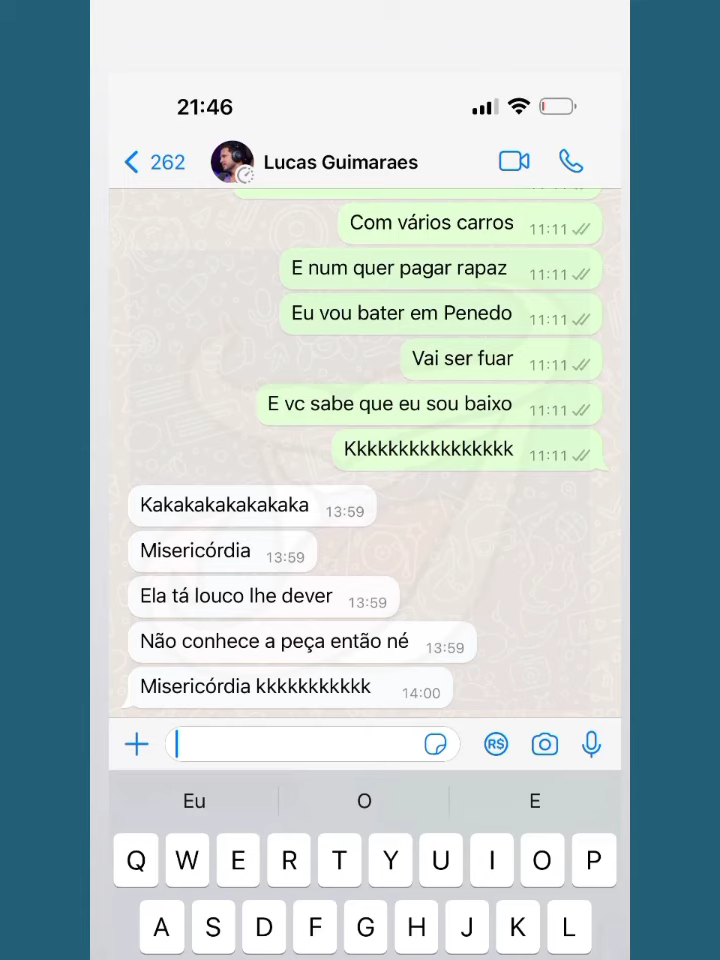 21:46
262 Lucas Guimaraes
Com vários carros 11:11
E num quer pagar rapaz 11:11
Eu vou bater em Penedo 11:11
Vai ser fuar 11:11
E vc sabe que eu sou baixo 11:11
Kkkkkkkkkkkkkkkk 11:11
Kakakakakakakaka 13:59
Misericórdia 13:59
Ela tá louco lhe dever 13:59
Não conhece a peça então né 13:59
Misericórdia kkkkkkkkkkk 14:00
R$
Eu O E
Q W E R T Y U I O P
A S D F G H J K L